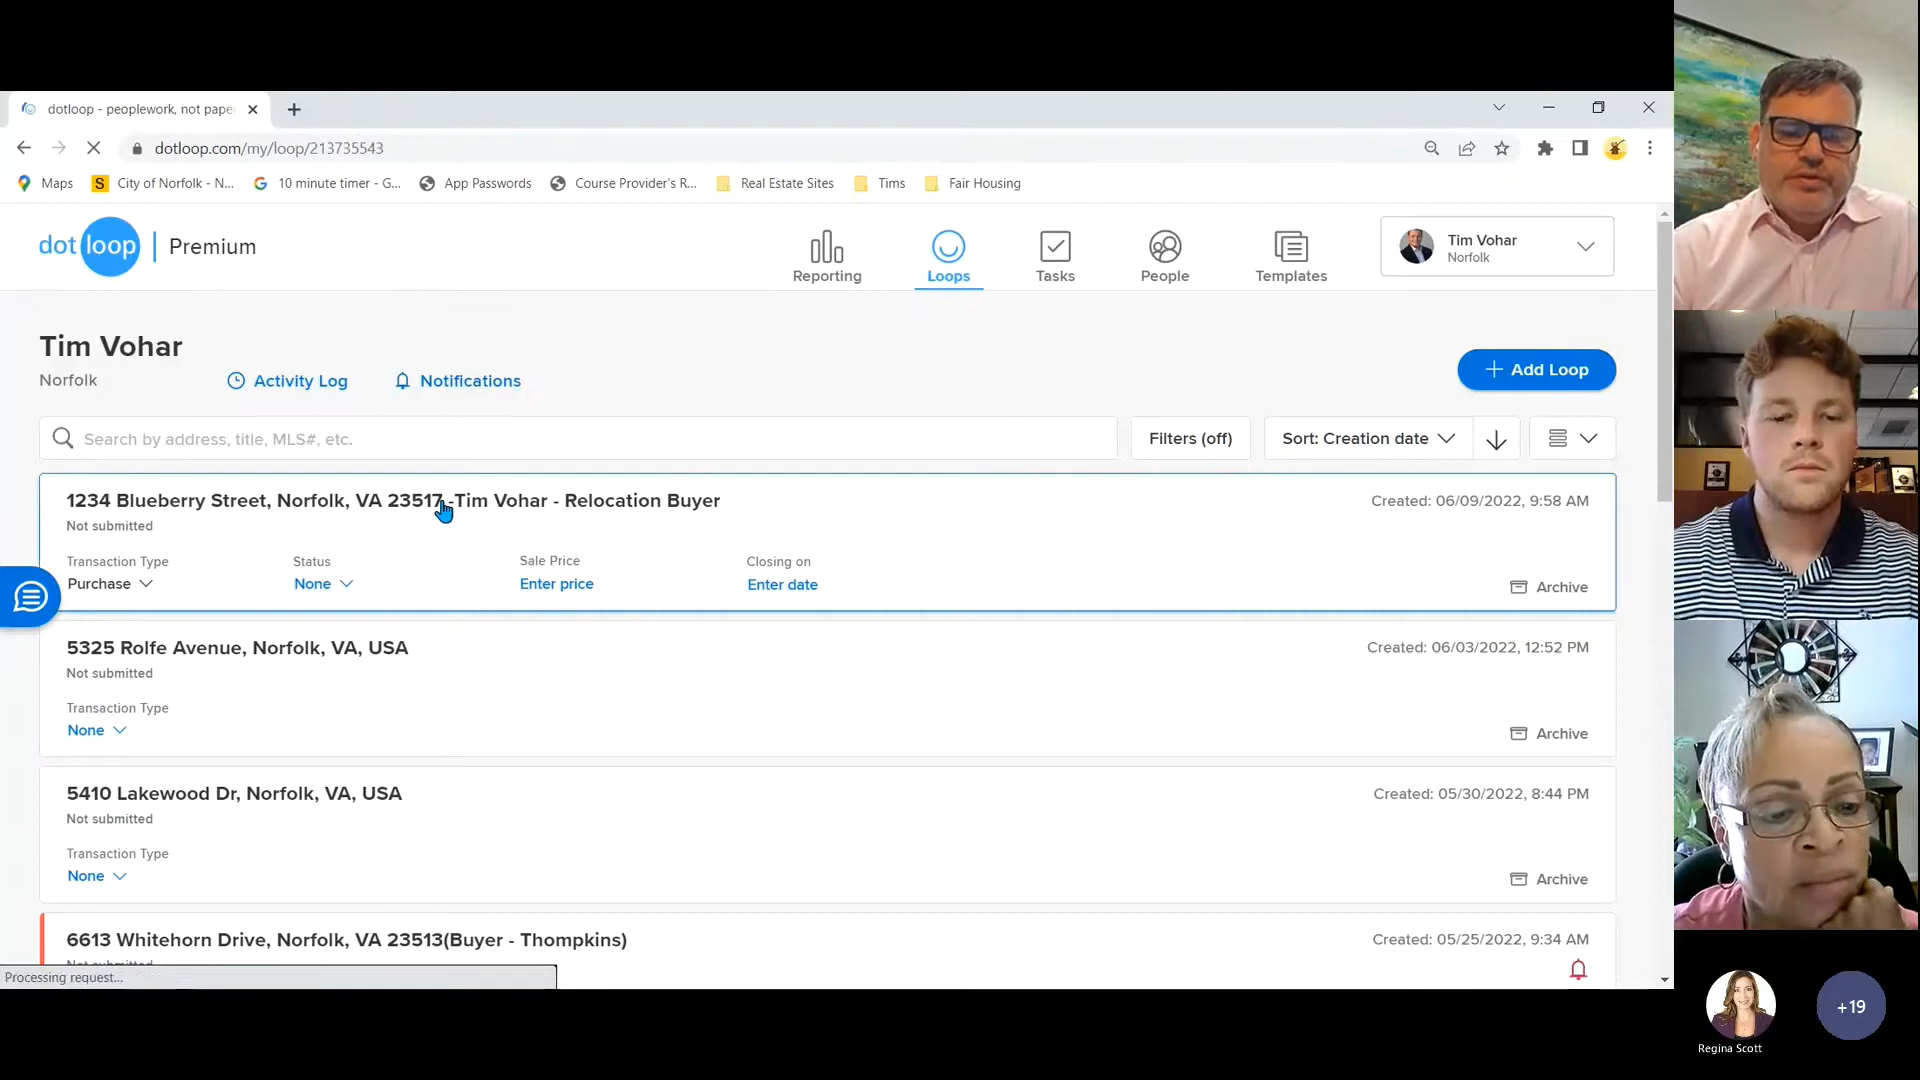 dotloop - peoplework, not pape
dotloop.com/my/loop/213735543
Maps
S
City of Norfolk - N...
10 minute timer - G...
App Passwords
Course Provider's R...
Real Estate Sites
Tims
Fair Housing
dot loop | Premium
Reporting
Loops
Tasks
People
Templates
Tim Vohar
Norfolk
Tim Vohar
Norfolk
Activity Log
Notifications
+ Add Loop
Search by address, title, MLS#, etc.
Filters (off)
Sort: Creation date
1234 Blueberry Street, Norfolk, VA 23517 -Tim Vohar - Relocation Buyer
Created: 06/09/2022, 9:58 AM
Not submitted
Transaction Type
Status
Sale Price
Closing on
Purchase
None
Enter price
Enter date
Archive
5325 Rolfe Avenue, Norfolk, VA, USA
Created: 06/03/2022, 12:52 PM
Not submitted
Transaction Type
None
Archive
5410 Lakewood Dr, Norfolk, VA, USA
Created: 05/30/2022, 8:44 PM
Not submitted
Transaction Type
None
Archive
6613 Whitehorn Drive, Norfolk, VA 23513(Buyer - Thompkins)
Created: 05/25/2022, 9:34 AM
Not submitted
Processing request...
+19
Regina Scott